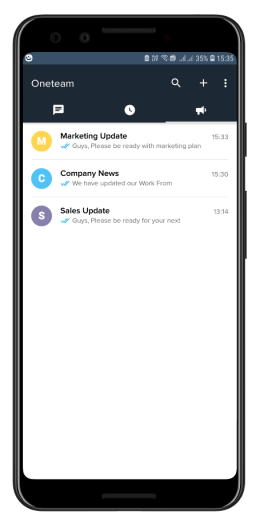 35% 15:35
Oneteam
M
Marketing Update 15:33
Guys, Please be ready with marketing plan
C
Company News 15:30
We have updated our Work From
S
Sales Update 13:14
Guys, Please be ready for your next